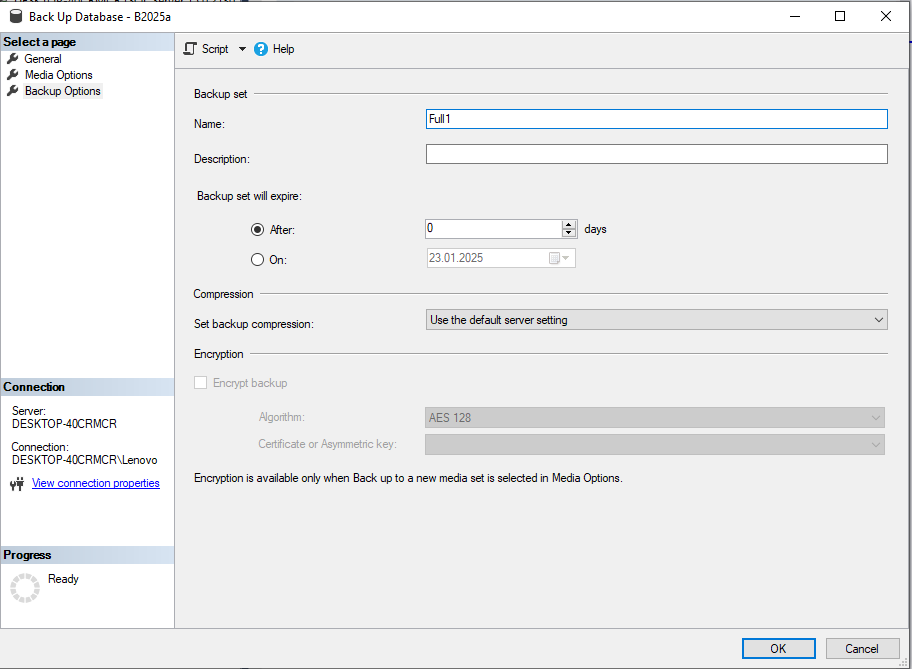 Back Up Database - B2025a
Select a page
General
Media Options
Backup Options
Script
Help
Backup set
Name:
Full1
Description:
Backup set will expire:
After:
0
days
On:
23.01.2025
Compression
Set backup compression:
Use the default server setting
Encryption
Encrypt backup
Algorithm:
AES 128
Certificate or Asymmetric key:
Encryption is available only when Back up to a new media set is selected in Media Options.
Connection
Server:
DESKTOP-40CRMCR
Connection:
DESKTOP-40CRMCR\Lenovo
View connection properties
Progress
Ready
OK
Cancel